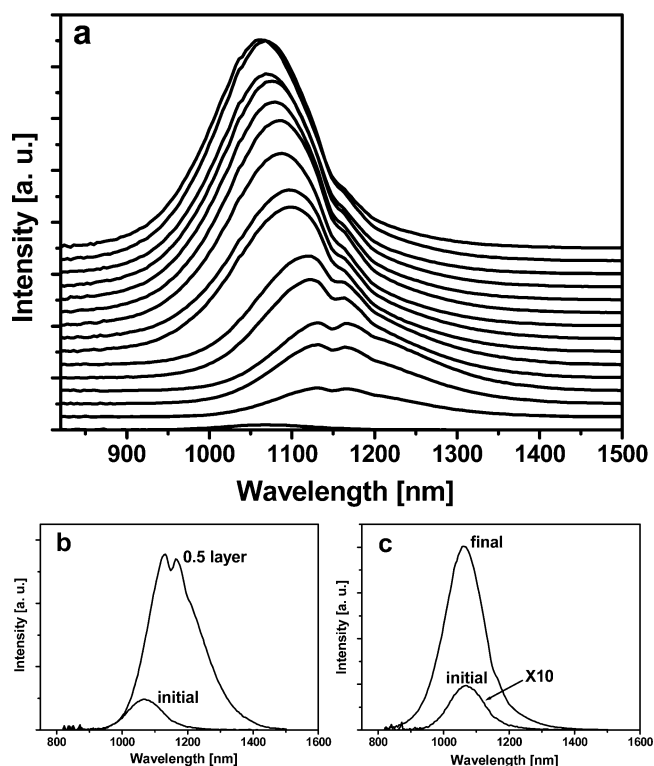 a
Intensity [a. u.]
900 1000 1100 1200 1300 1400 1500
Wavelength [nm]
b
0.5 layer
initial
Intensity [a. u.]
800 1000 1200 1400 1600
Wavelength [nm]
c
final
initial
X10
Intensity [a. u.]
800 1000 1200 1400 1600
Wavelength [nm]